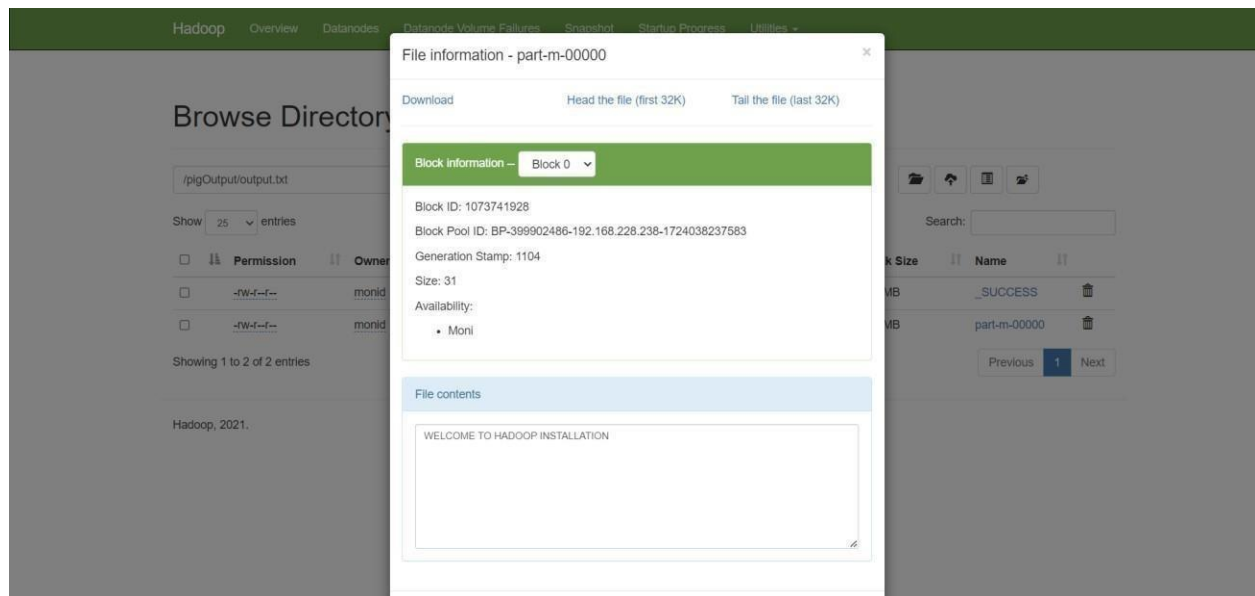 Hadoop Overview Datanodes Datanode Volume Failures Snapshot Startup Progress Utilities
File information - part-m-00000 ×
Download Head the file (first 32K) Tail the file (last 32K)
Browse Directory
Block information -- Block 0
/pigOutput/output.txt
Block ID: 1073741928
Show 25 entries Search:
Block Pool ID: BP-399902486-192.168.228.238-1724038237583
Generation Stamp: 1104
Permission Owner k Size Name
Size: 31
-rw-r--r-- monid MB _SUCCESS
Availability:
-rw-r--r-- monid MB part-m-00000
• Moni
Showing 1 to 2 of 2 entries Previous 1 Next
File contents
Hadoop, 2021.
WELCOME TO HADOOP INSTALLATION